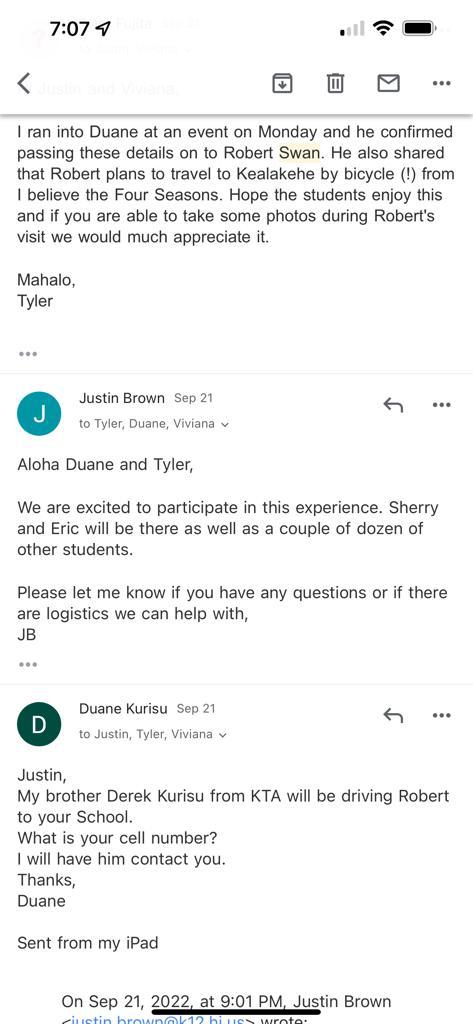 7:07
Fujita Sep 21
Justin and Viviana,
I ran into Duane at an event on Monday and he confirmed
passing these details on to Robert Swan. He also shared
that Robert plans to travel to Kealakehe by bicycle (!) from
I believe the Four Seasons. Hope the students enjoy this
and if you are able to take some photos during Robert's
visit we would much appreciate it.
Mahalo,
Tyler
J
Justin Brown Sep 21
to Tyler, Duane, Viviana
Aloha Duane and Tyler,
We are excited to participate in this experience. Sherry
and Eric will be there as well as a couple of dozen of
other students.
Please let me know if you have any questions or if there
are logistics we can help with,
JB
D
Duane Kurisu Sep 21
to Justin, Tyler, Viviana
Justin,
My brother Derek Kurisu from KTA will be driving Robert
to your School.
What is your cell number?
I will have him contact you.
Thanks,
Duane
Sent from my iPad
On Sep 21, 2022, at 9:01 PM, Justin Brown
<justin.brown@k12.hi.us> wrote: